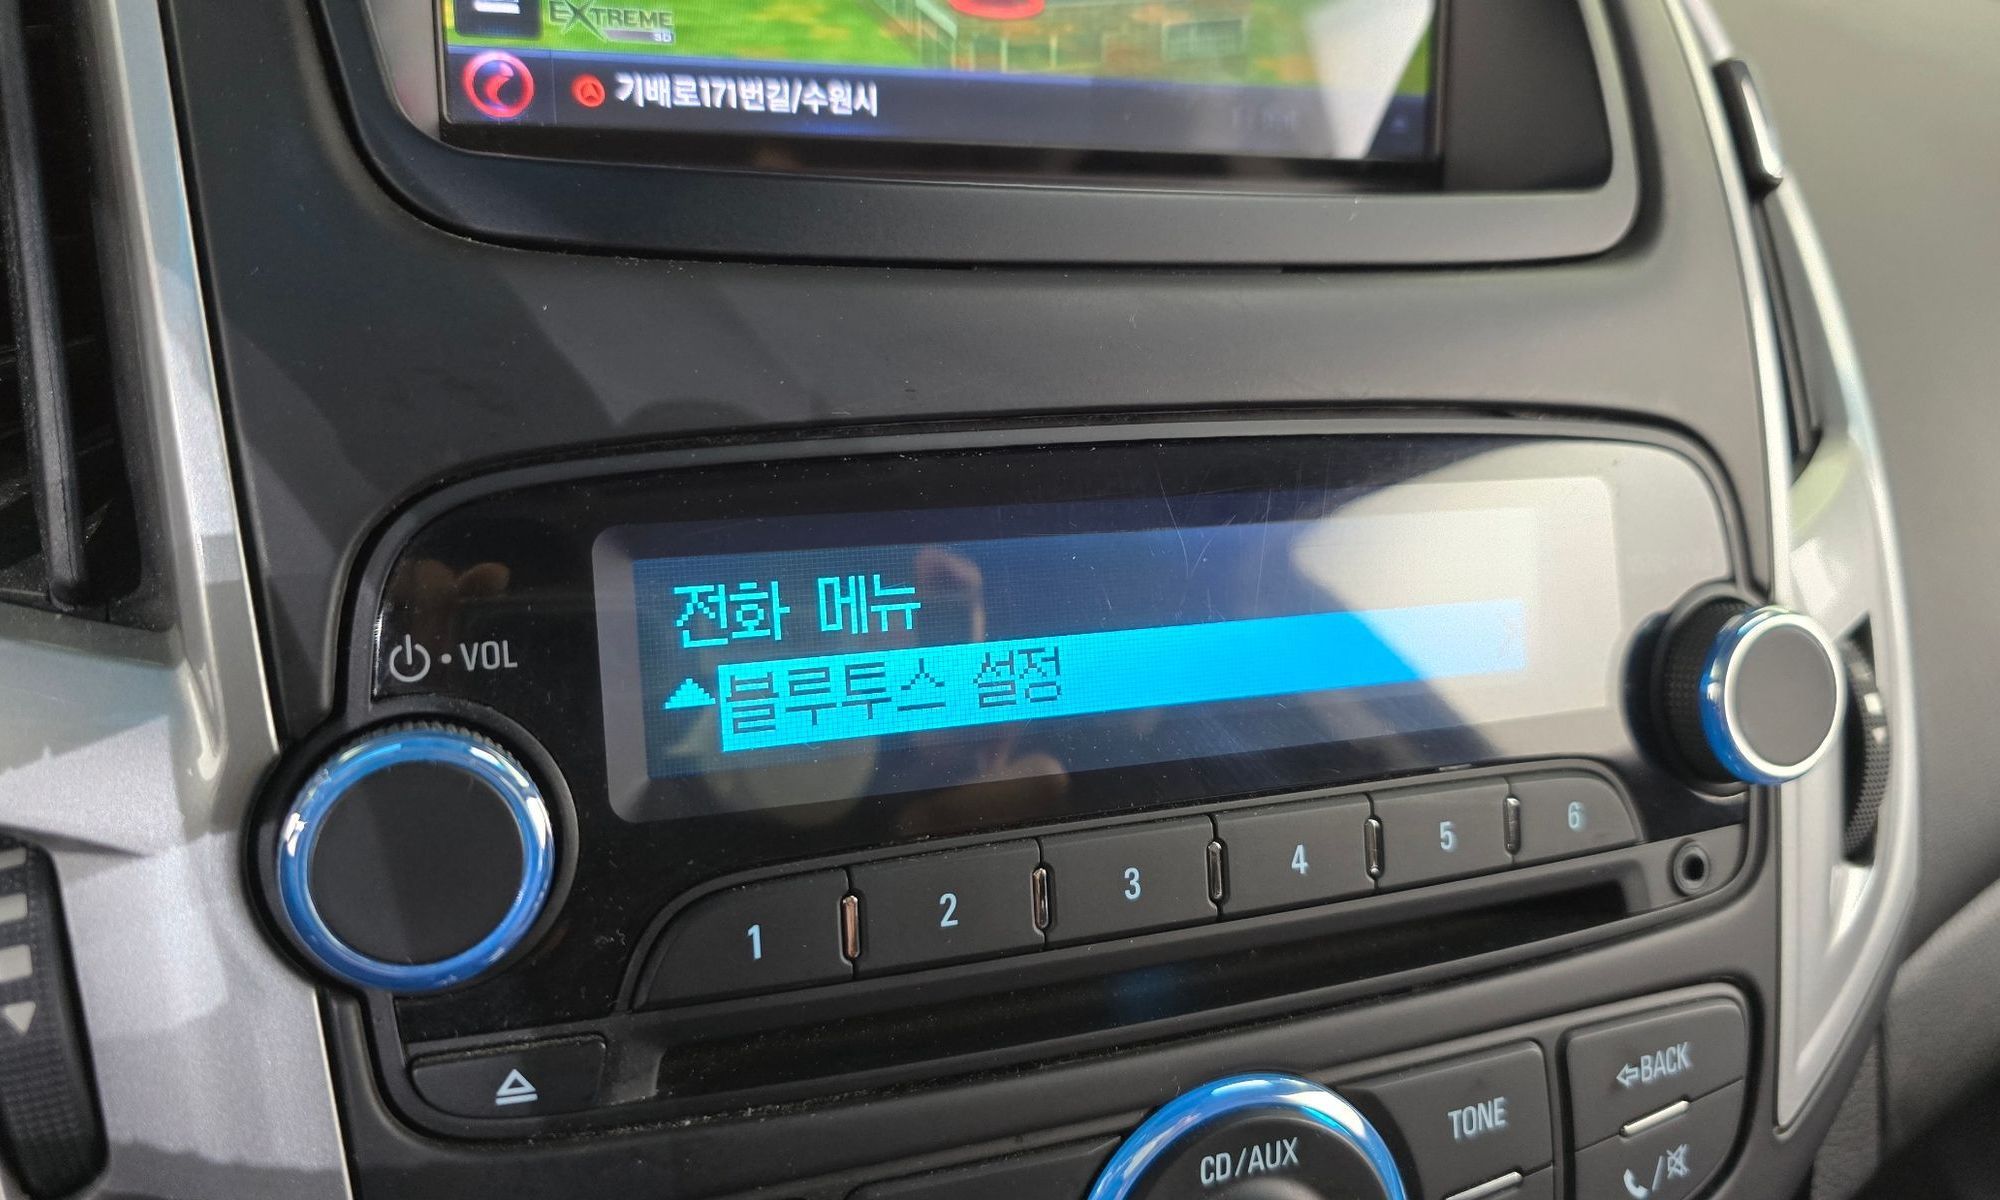 EXTREME
3D
기배로171번길/수원시
전화 메뉴
블루투스 설정
VOL
1 2 3 4 5 6
BACK
TONE
CD/AUX